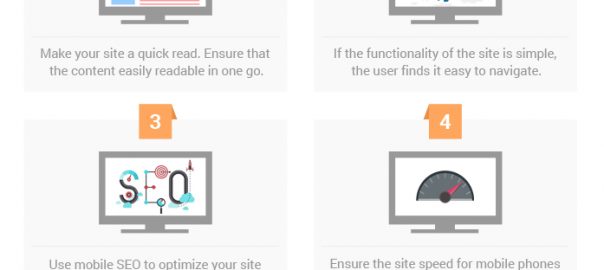 Make your site a quick read. Ensure that
the content easily readable in one go.
If the functionality of the site is simple,
the user finds it easy to navigate.
3
4
SEO
Use mobile SEO to optimize your site
Ensure the site speed for mobile phones